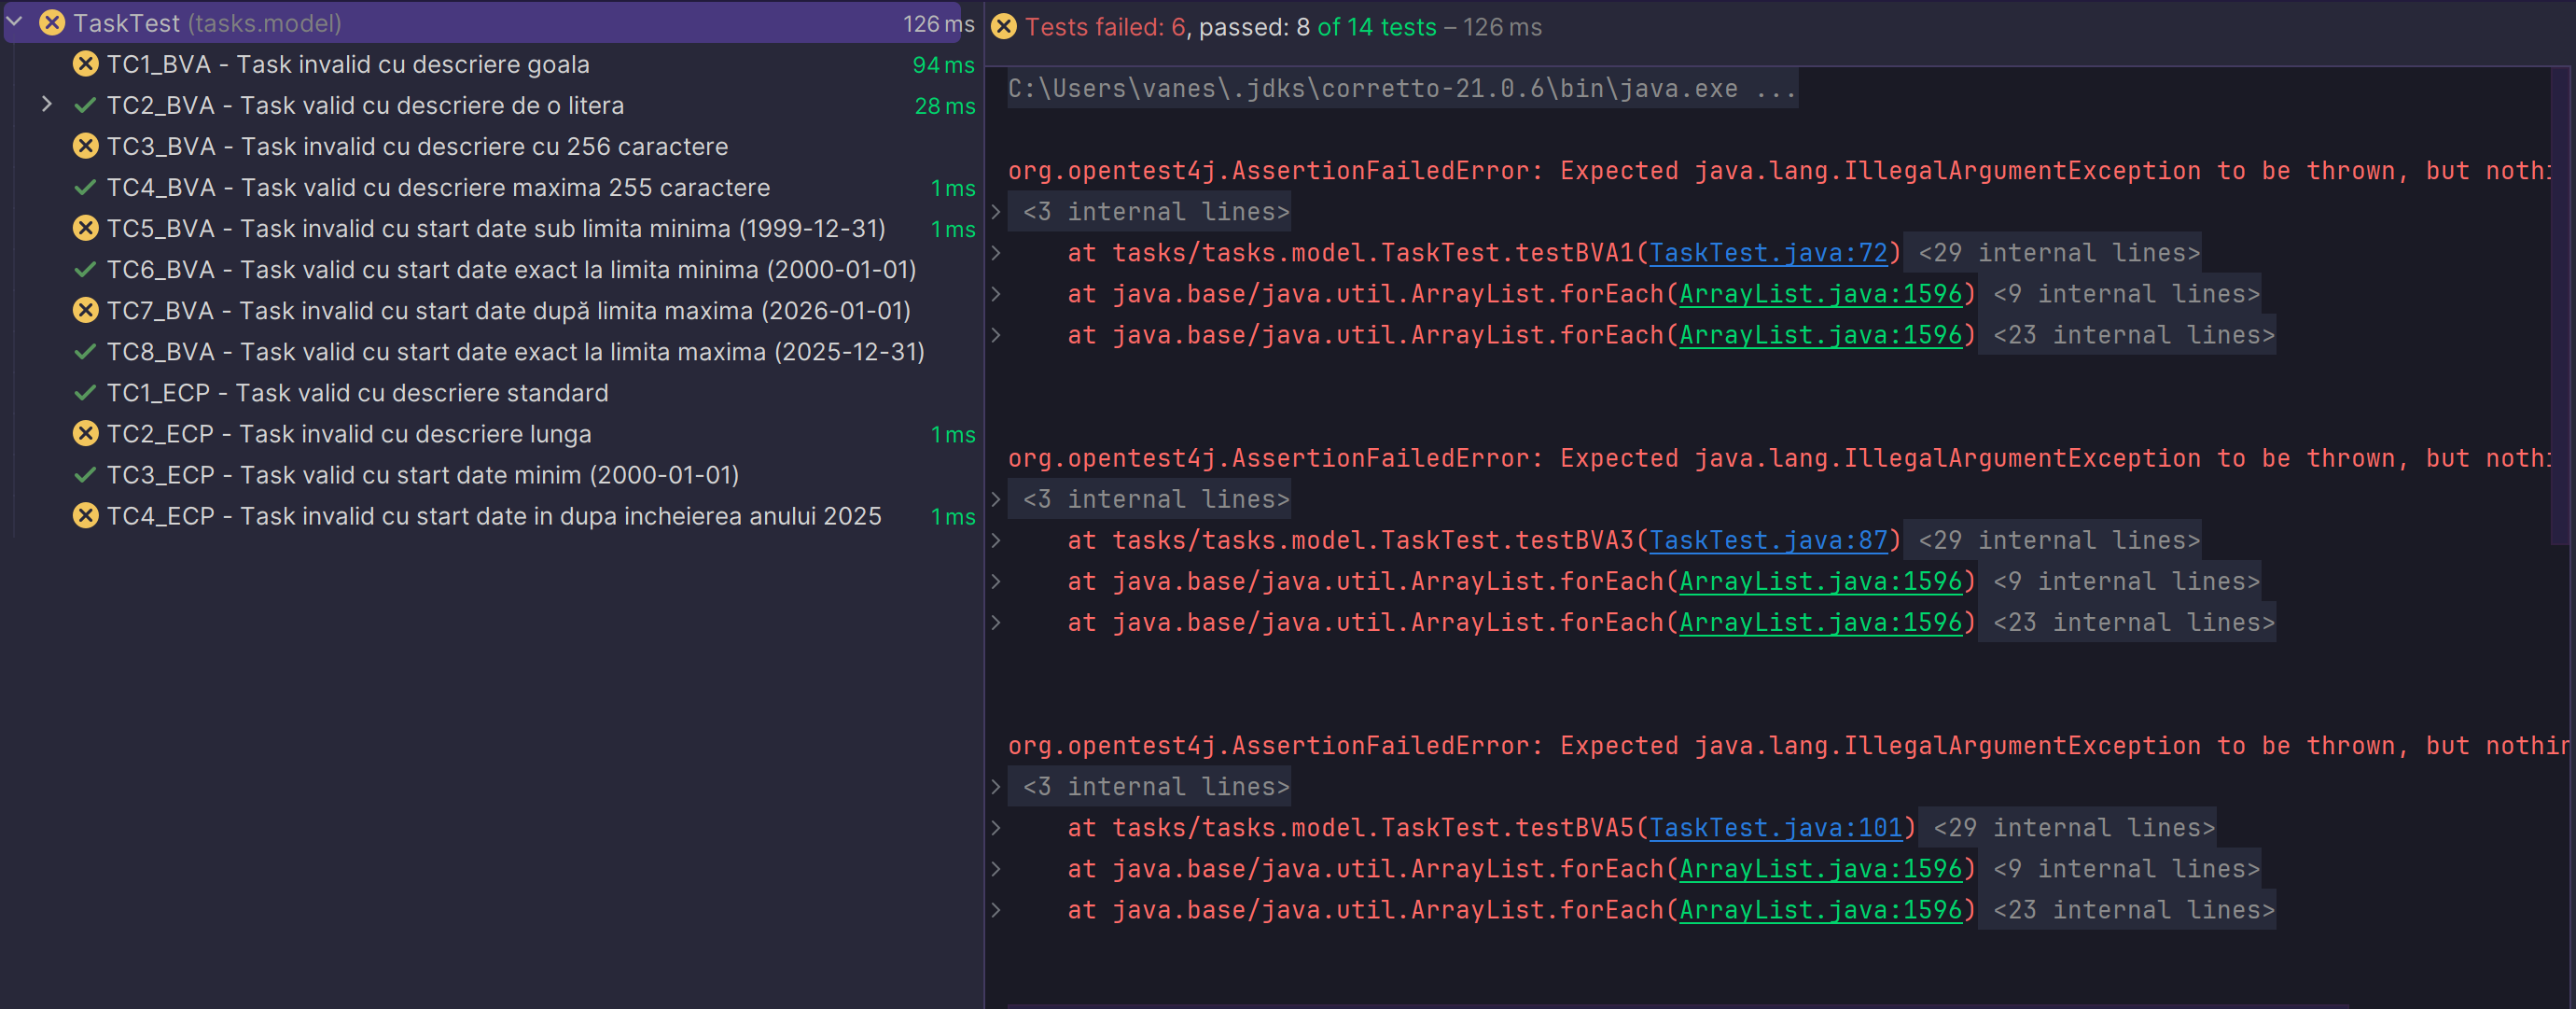 TaskTest (tasks.model) 126 ms
TC1_BVA - Task invalid cu descriere goala 94 ms
TC2_BVA - Task valid cu descriere de o litera 28 ms
TC3_BVA - Task invalid cu descriere cu 256 caractere
TC4_BVA - Task valid cu descriere maxima 255 caractere 1 ms
TC5_BVA - Task invalid cu start date sub limita minima (1999-12-31) 1 ms
TC6_BVA - Task valid cu start date exact la limita minima (2000-01-01)
TC7_BVA - Task invalid cu start date după limita maxima (2026-01-01)
TC8_BVA - Task valid cu start date exact la limita maxima (2025-12-31)
TC1_ECP - Task valid cu descriere standard
TC2_ECP - Task invalid cu descriere lunga 1 ms
TC3_ECP - Task valid cu start date minim (2000-01-01)
TC4_ECP - Task invalid cu start date in dupa incheierea anului 2025 1 ms
Tests failed: 6, passed: 8 of 14 tests – 126 ms
C:\Users\vanes\.jdks\corretto-21.0.6\bin\java.exe ...
org.opentest4j.AssertionFailedError: Expected java.lang.IllegalArgumentException to be thrown, but nothi
<3 internal lines>
at tasks/tasks.model.TaskTest.testBVA1(TaskTest.java:72) <29 internal lines>
at java.base/java.util.ArrayList.forEach(ArrayList.java:1596) <9 internal lines>
at java.base/java.util.ArrayList.forEach(ArrayList.java:1596) <23 internal lines>
org.opentest4j.AssertionFailedError: Expected java.lang.IllegalArgumentException to be thrown, but nothi
<3 internal lines>
at tasks/tasks.model.TaskTest.testBVA3(TaskTest.java:87) <29 internal lines>
at java.base/java.util.ArrayList.forEach(ArrayList.java:1596) <9 internal lines>
at java.base/java.util.ArrayList.forEach(ArrayList.java:1596) <23 internal lines>
org.opentest4j.AssertionFailedError: Expected java.lang.IllegalArgumentException to be thrown, but nothin
<3 internal lines>
at tasks/tasks.model.TaskTest.testBVA5(TaskTest.java:101) <29 internal lines>
at java.base/java.util.ArrayList.forEach(ArrayList.java:1596) <9 internal lines>
at java.base/java.util.ArrayList.forEach(ArrayList.java:1596) <23 internal lines>